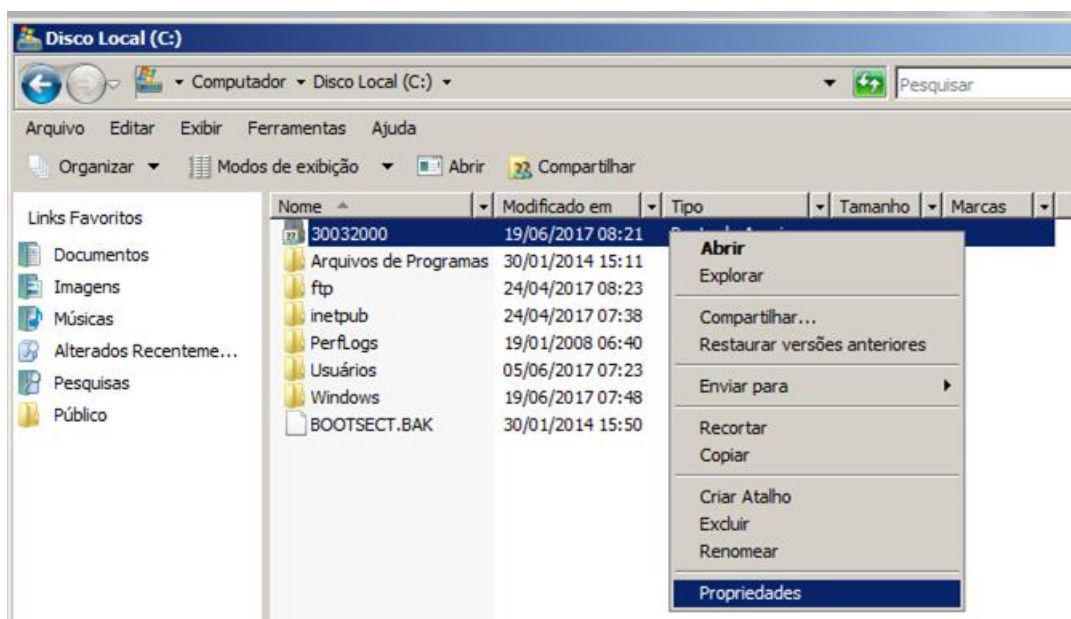 Disco Local (C:)
Computador Disco Local (C:) Pesquisar
Arquivo Editar Exibir Ferramentas Ajuda
Organizar Modos de exibição Abrir Compartilhar
Links Favoritos
Documentos
Imagens
Músicas
Alterados Recenteme...
Pesquisas
Público
Nome Modificado em Tipo Tamanho Marcas
30032000 19/06/2017 08:21
Arquivos de Programas 30/01/2014 15:11
ftp 24/04/2017 08:23
inetpub 24/04/2017 07:38
PerfLogs 19/01/2008 06:40
Usuários 05/06/2017 07:23
Windows 19/06/2017 07:48
BOOTSECT.BAK 30/01/2014 15:50
Abrir
Explorar
Compartilhar...
Restaurar versões anteriores
Enviar para
Recortar
Copiar
Criar Atalho
Excluir
Renomear
Propriedades